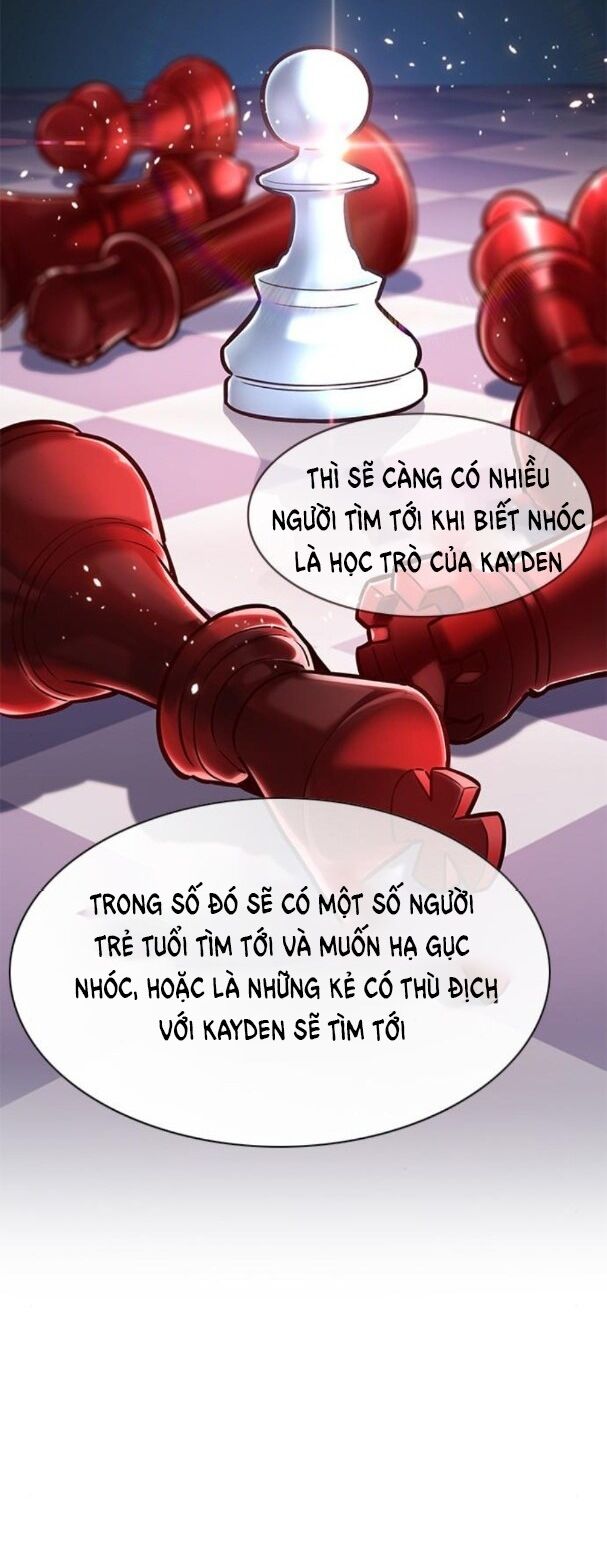 THÌ SẼ CÀNG CÓ NHIỀU
NGƯỜI TÌM TỚI KHI BIẾT NHÓC
LÀ HỌC TRÒ CỦA KAYDEN
TRONG SỐ ĐÓ SẼ CÓ MỘT SỐ NGƯỜI
TRẺ TUỔI TÌM TỚI VÀ MUỐN HẠ GỤC
NHÓC, HOẶC LÀ NHỮNG KẺ CÓ THÙ ĐỊCH
VỚI KAYDEN SẼ TÌM TỚI